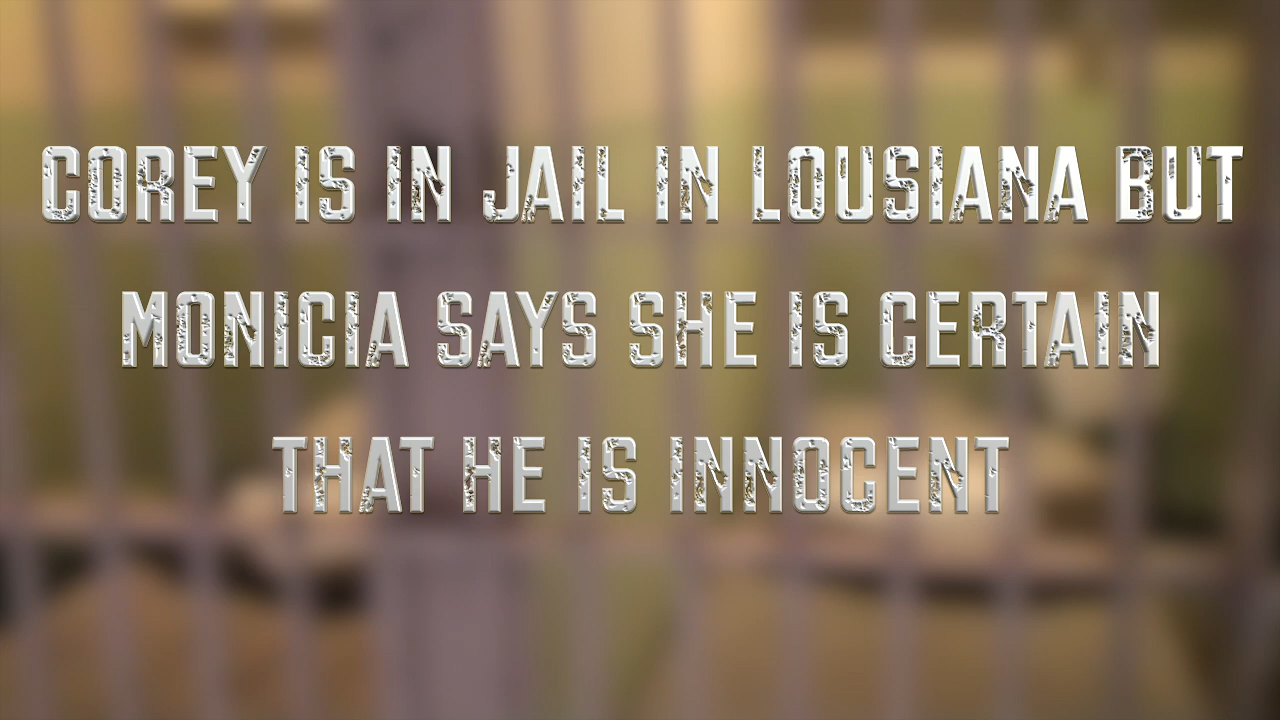 COREY IS IN JAIL IN LOUSIANA BUT
MONICIA SAYS SHE IS CERTAIN
THAT HE IS INNOCENT